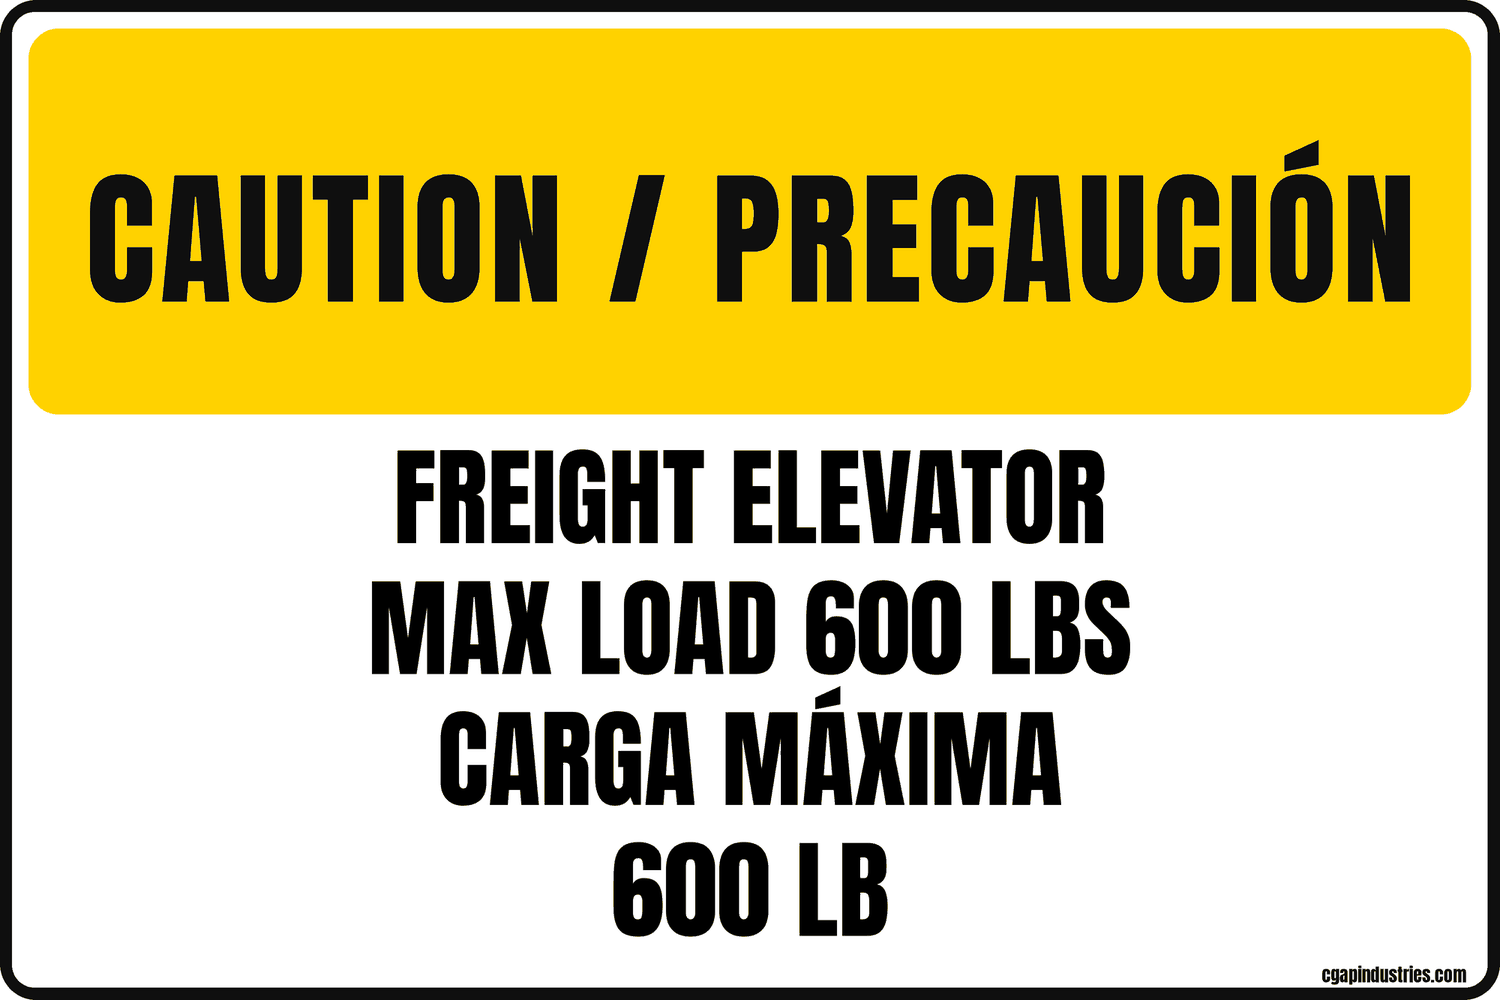 CAUTION / PRECAUCIÓN
FREIGHT ELEVATOR
MAX LOAD 600 LBS
CARGA MÁXIMA
600 LB
cgapindustries.com